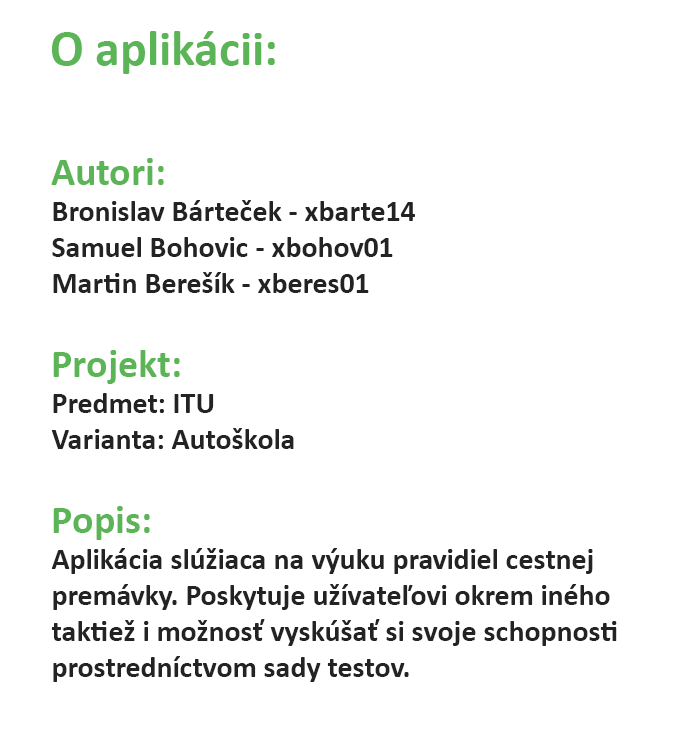 O aplikácii:
Autori:
Bronislav Bárteček - xbarte14
Samuel Bohovic - xbohov01
Martin Berešík - xberes01
Projekt:
Predmet: ITU
Varianta: Autoškola
Popis:
Aplikácia slúžiaca na výuku pravidiel cestnej
premávky. Poskytuje užívateľovi okrem iného
taktiež i možnosť vyskúšať si svoje schopnosti
prostredníctvom sady testov.